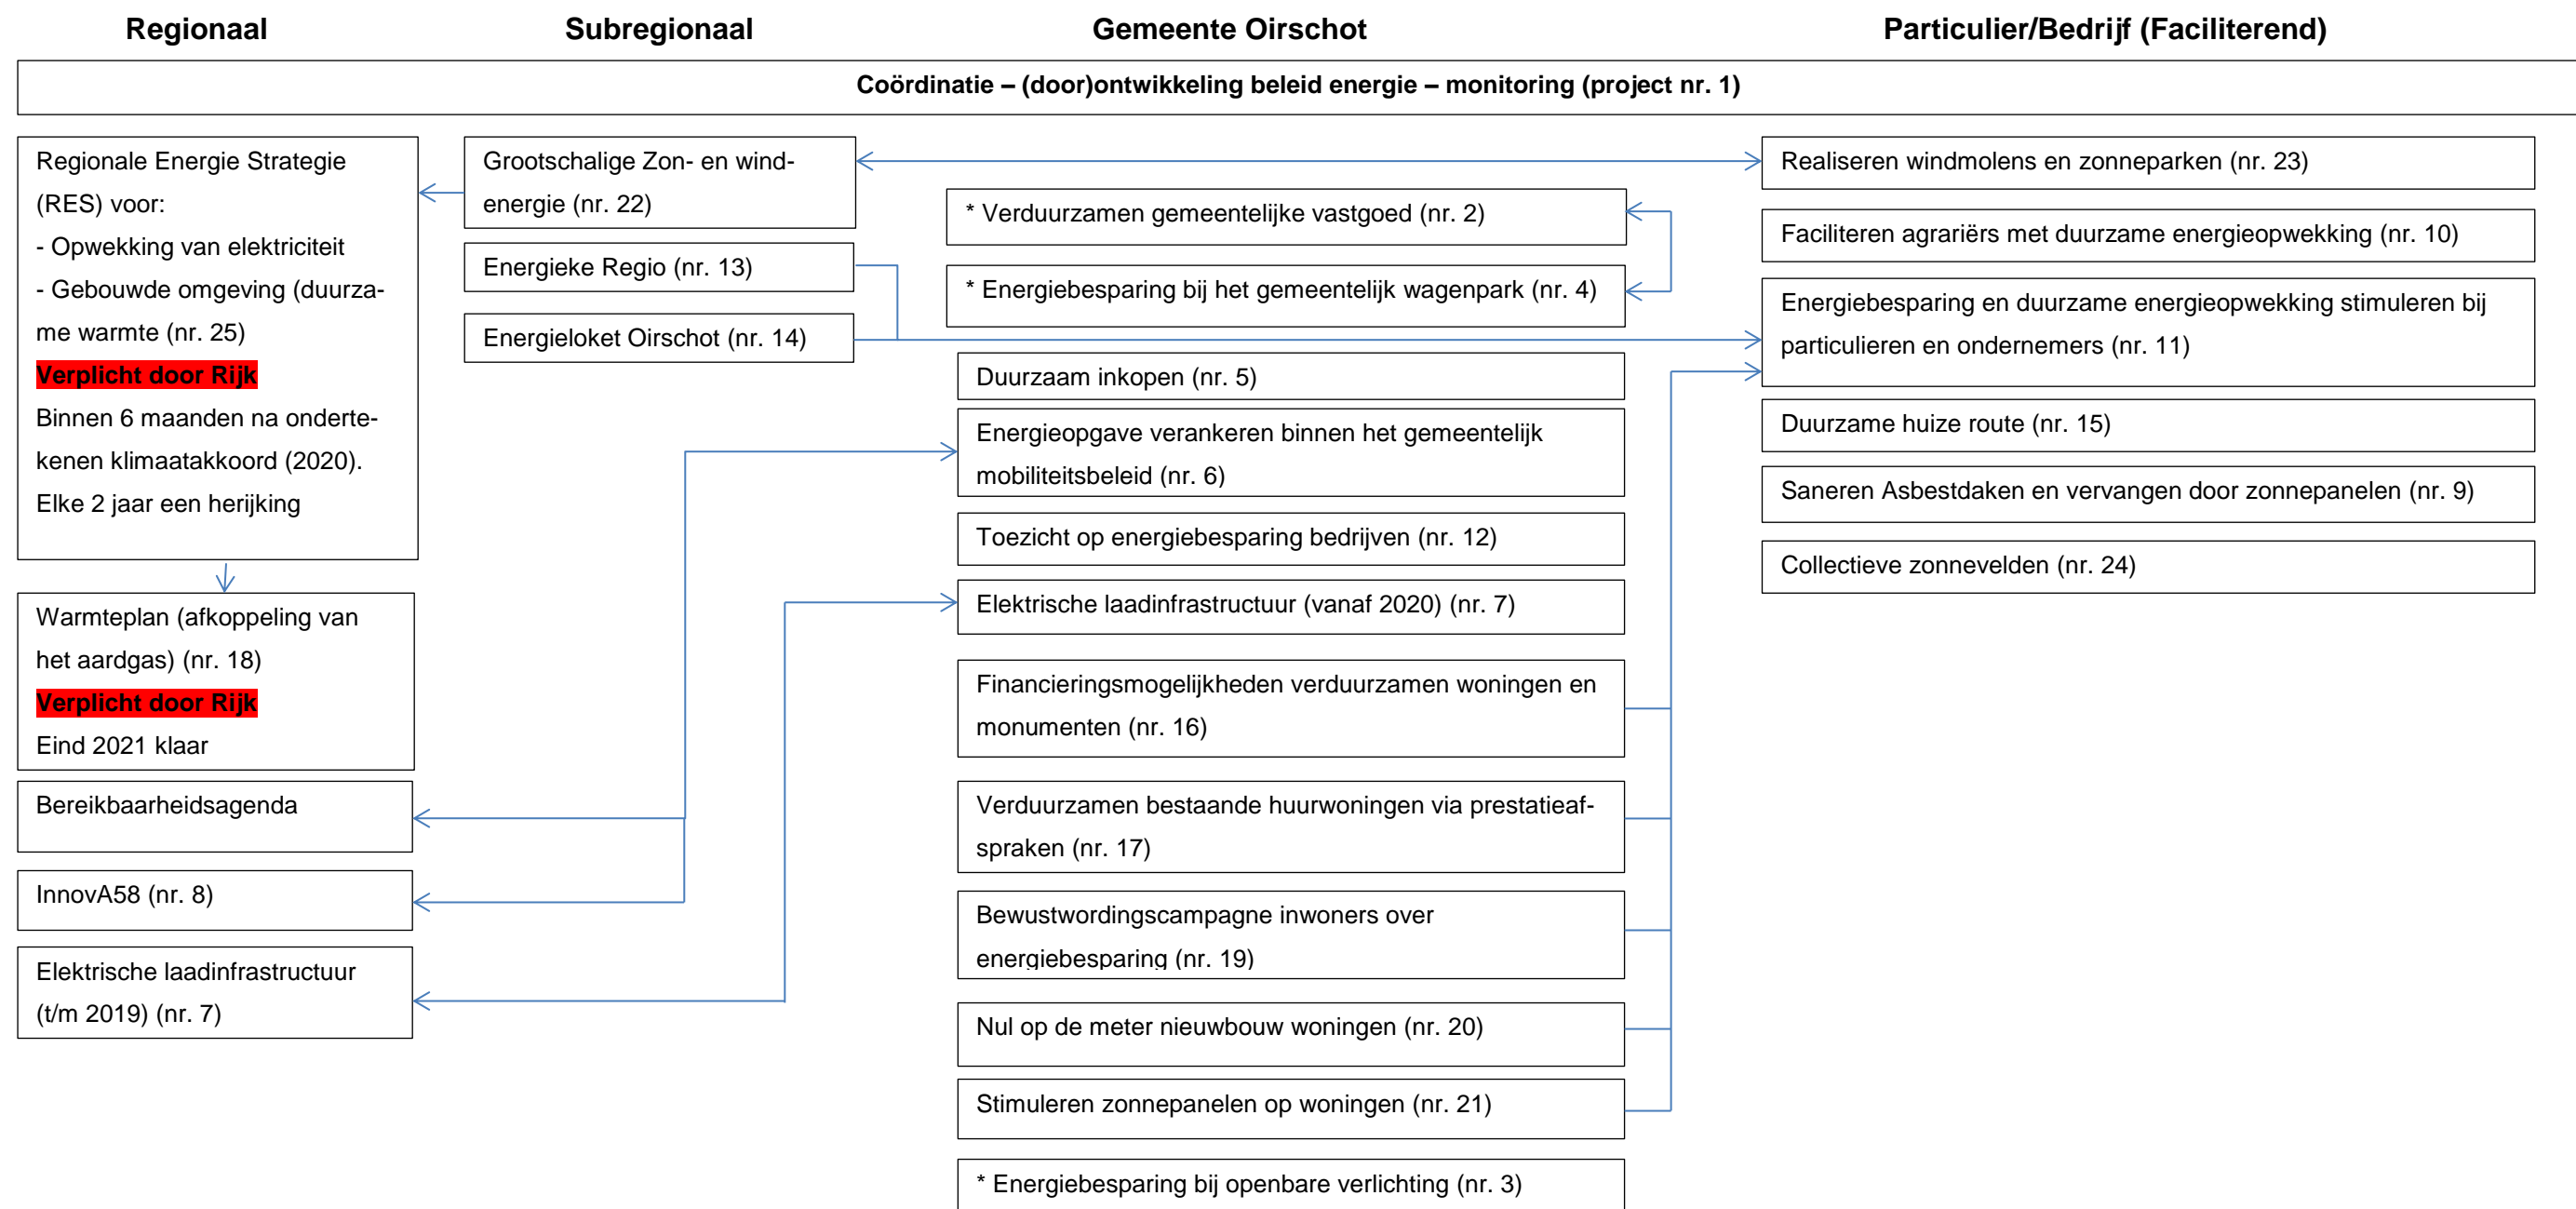 Regionaal
Subregionaal
Gemeente Oirschot
Particulier/Bedrijf (Faciliterend)
Coördinatie – (door)ontwikkeling beleid energie – monitoring (project nr. 1)
Regionale Energie Strategie
(RES) voor:
- Opwekking van elektriciteit
- Gebouwde omgeving (duurza-
me warmte (nr. 25)
Verplicht door Rijk
Binnen 6 maanden na onderte-
kenen klimaatakkoord (2020).
Elke 2 jaar een herijking
Warmteplan (afkoppeling van
het aardgas) (nr. 18)
Verplicht door Rijk
Eind 2021 klaar
Bereikbaarheidsagenda
InnovA58 (nr. 8)
Elektrische laadinfrastructuur
(t/m 2019) (nr. 7)
Grootschalige Zon- en wind-
energie (nr. 22)
Energieke Regio (nr. 13)
Energieloket Oirschot (nr. 14)
* Verduurzamen gemeentelijke vastgoed (nr. 2)
* Energiebesparing bij het gemeentelijk wagenpark (nr. 4)
Duurzaam inkopen (nr. 5)
Energieopgave verankeren binnen het gemeentelijk
mobiliteitsbeleid (nr. 6)
Toezicht op energiebesparing bedrijven (nr. 12)
Elektrische laadinfrastructuur (vanaf 2020) (nr. 7)
Financieringsmogelijkheden verduurzamen woningen en
monumenten (nr. 16)
Verduurzamen bestaande huurwoningen via prestatieaf-
spraken (nr. 17)
Bewustwordingscampagne inwoners over
energiebesparing (nr. 19)
Nul op de meter nieuwbouw woningen (nr. 20)
Stimuleren zonnepanelen op woningen (nr. 21)
* Energiebesparing bij openbare verlichting (nr. 3)
Realiseren windmolens en zonneparken (nr. 23)
Faciliteren agrariërs met duurzame energieopwekking (nr. 10)
Energiebesparing en duurzame energieopwekking stimuleren bij
particulieren en ondernemers (nr. 11)
Duurzame huize route (nr. 15)
Saneren Asbestdaken en vervangen door zonnepanelen (nr. 9)
Collectieve zonnevelden (nr. 24)